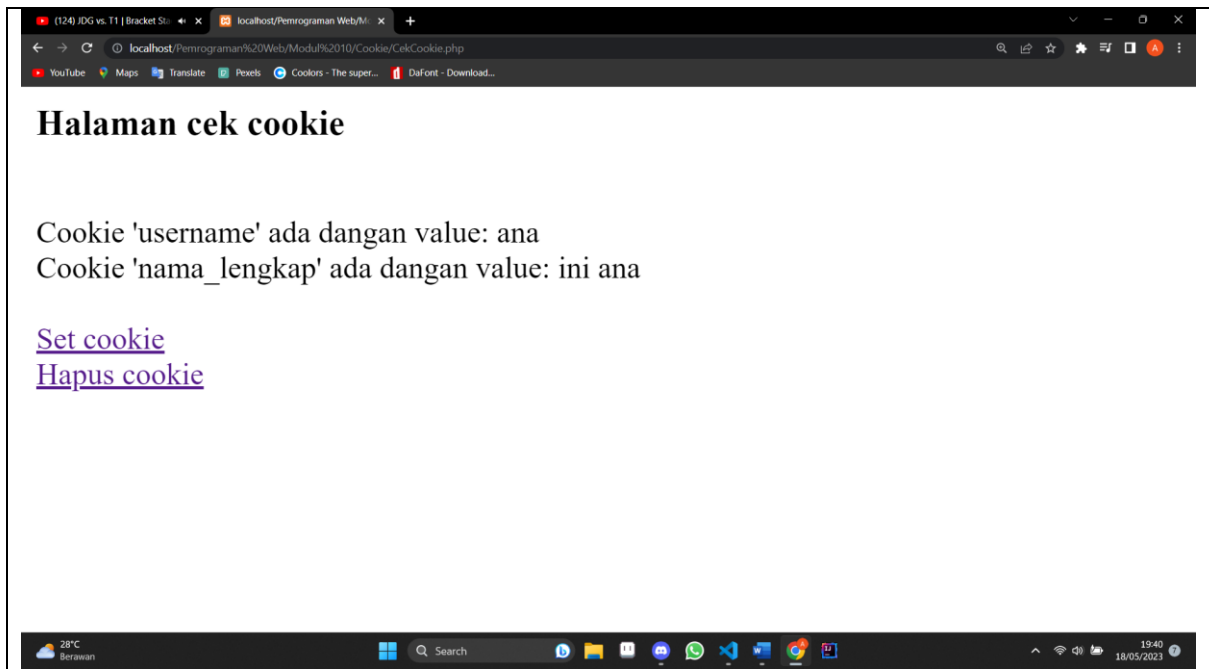 (124) JDG vs. T1 | Bracket Sta
localhost/Pemrograman Web/Mo
localhost/Pemrograman%20Web/Modul%2010/Cookie/CekCookie.php
YouTube Maps Translate Pexels Coolors - The super... DaFont - Download...
Halaman cek cookie
Cookie 'username' ada dangan value: ana
Cookie 'nama_lengkap' ada dangan value: ini ana
Set cookie
Hapus cookie
28°C
Berawan
Search
19:40
18/05/2023